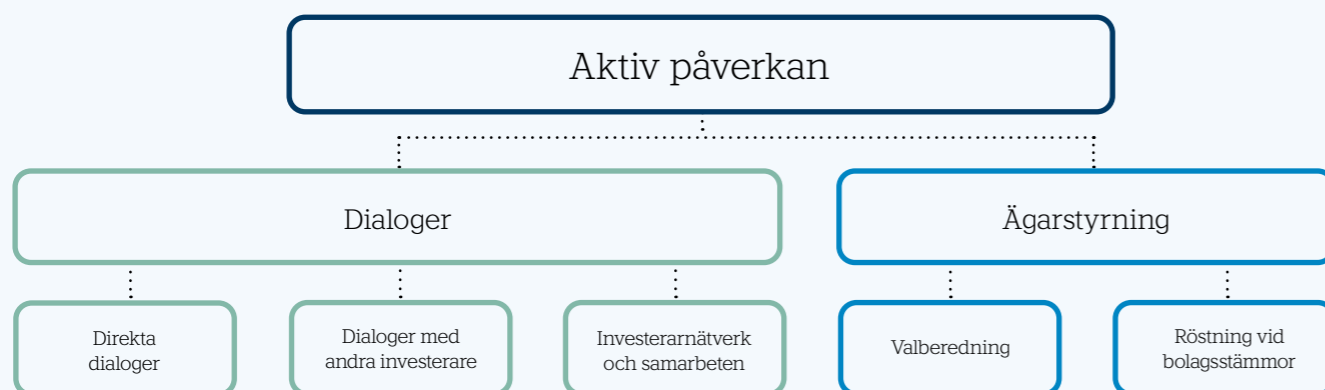 Aktiv påverkan
Dialoger
Ägarstyrning
Direkta
dialoger
Dialoger med
andra investerare
Investerarnätverk
och samarbeten
Valberedning
Röstning vid
bolagsstämmor